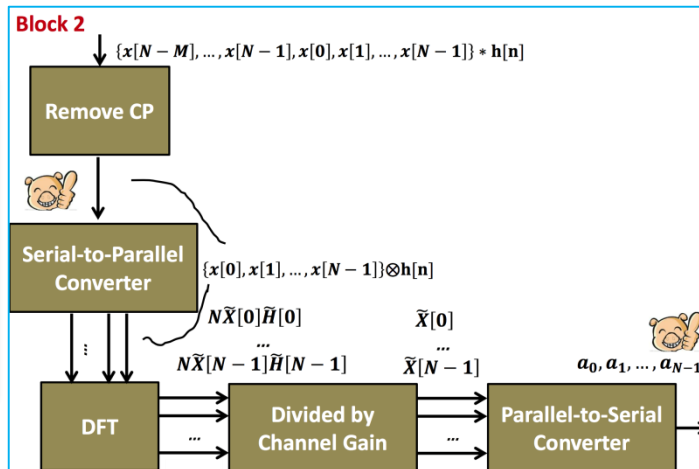 Block 2
{x[N − M], …, x[N − 1], x[0], x[1], …, x[N − 1]} * h[n]
Remove CP
Serial-to-Parallel
Converter
{x[0], x[1], …, x[N − 1]}⊗h[n]
...
NX̃[0]H̃[0]
...
NX̃[N − 1]H̃[N − 1]
X̃[0]
...
X̃[N − 1]
a₀, a₁, …, a_{N−1}
DFT
...
Divided by
Channel Gain
...
Parallel-to-Serial
Converter